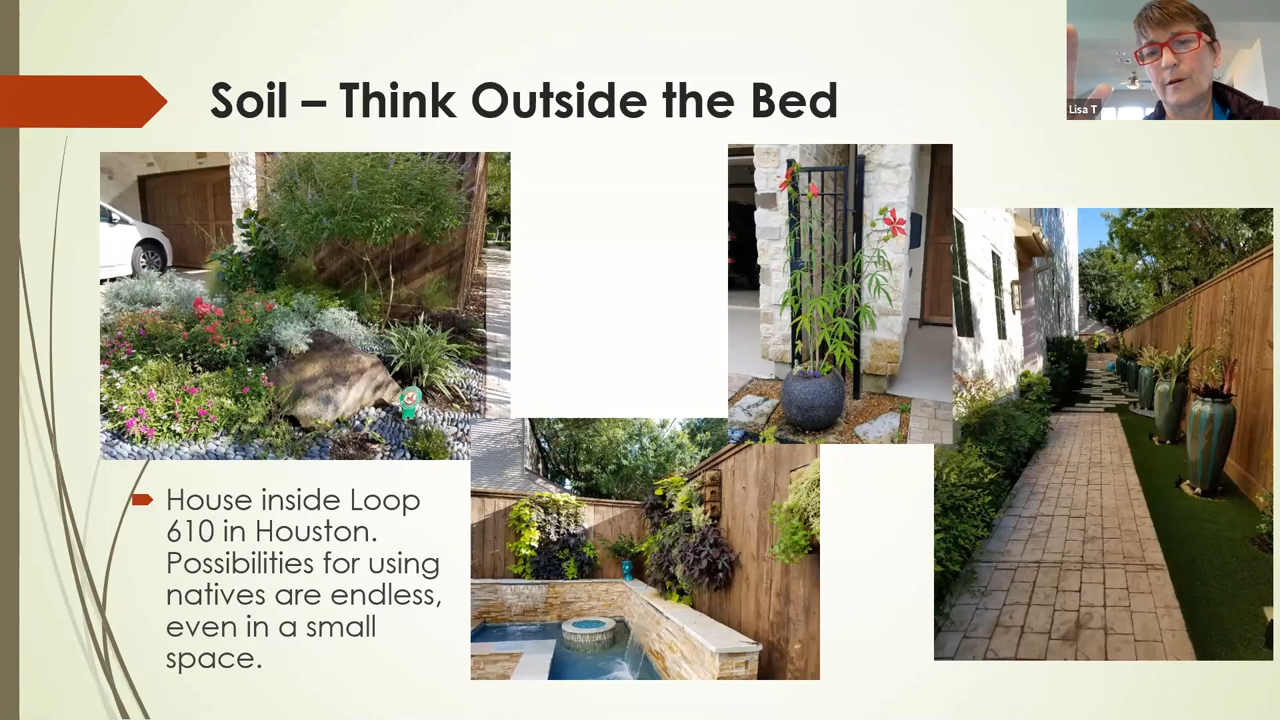 Soil – Think Outside the Bed
Lisa T
House inside Loop
610 in Houston.
Possibilities for using
natives are endless,
even in a small
space.